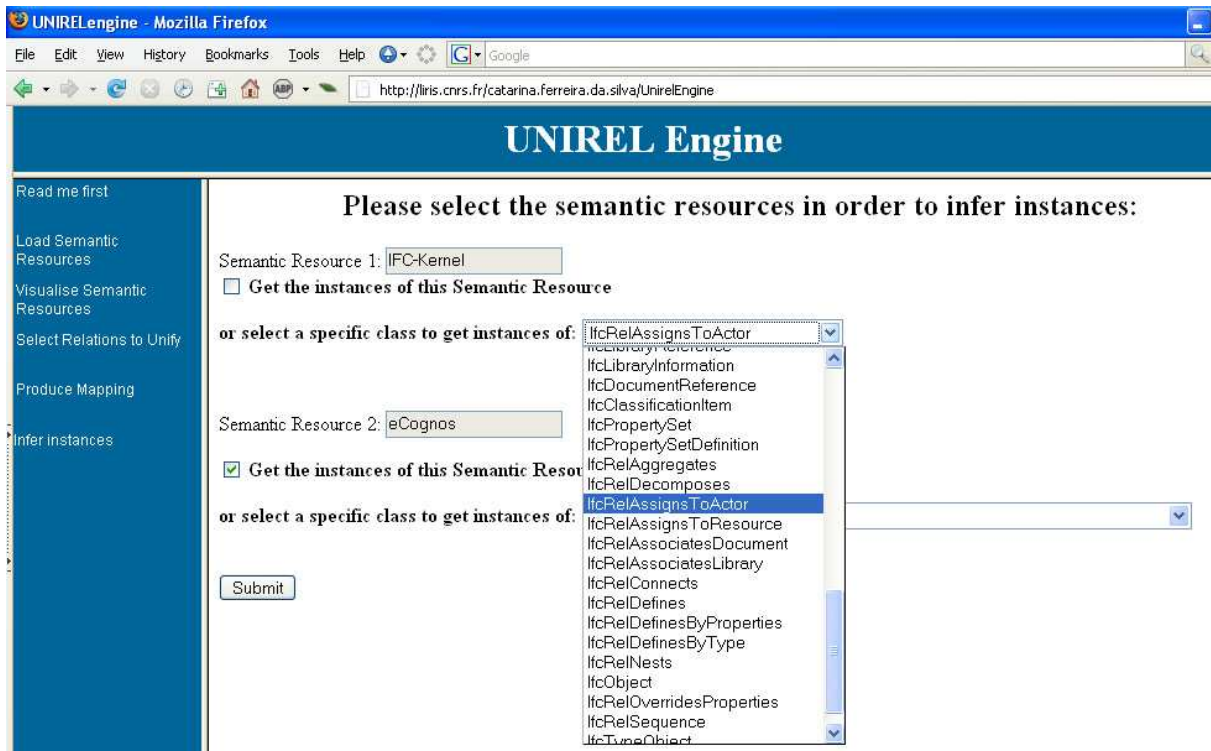 UNIRELengine - Mozilla Firefox
File Edit View History Bookmarks Tools Help G Google
ABP http://liris.cnrs.fr/catarina.ferreira.da.silva/UnirelEngine
UNIREL Engine
Read me first
Load Semantic
Resources
Visualise Semantic
Resources
Select Relations to Unify
Produce Mapping
Infer instances
Please select the semantic resources in order to infer instances:
Semantic Resource 1: IFC-Kernel
Get the instances of this Semantic Resource
or select a specific class to get instances of: IfcRelAssignsToActor
IfcLibraryReference
IfcLibraryInformation
IfcDocumentReference
IfcClassificationItem
IfcPropertySet
IfcPropertySetDefinition
IfcRelAggregates
IfcRelDecomposes
IfcRelAssignsToActor
IfcRelAssignsToResource
IfcRelAssociatesDocument
IfcRelAssociatesLibrary
IfcRelConnects
IfcRelDefines
IfcRelDefinesByProperties
IfcRelDefinesByType
IfcRelNests
IfcObject
IfcRelOverridesProperties
IfcRelSequence
IfcTypeObject
Semantic Resource 2: eCognos
Get the instances of this Semantic Resou
or select a specific class to get instances of:
Submit